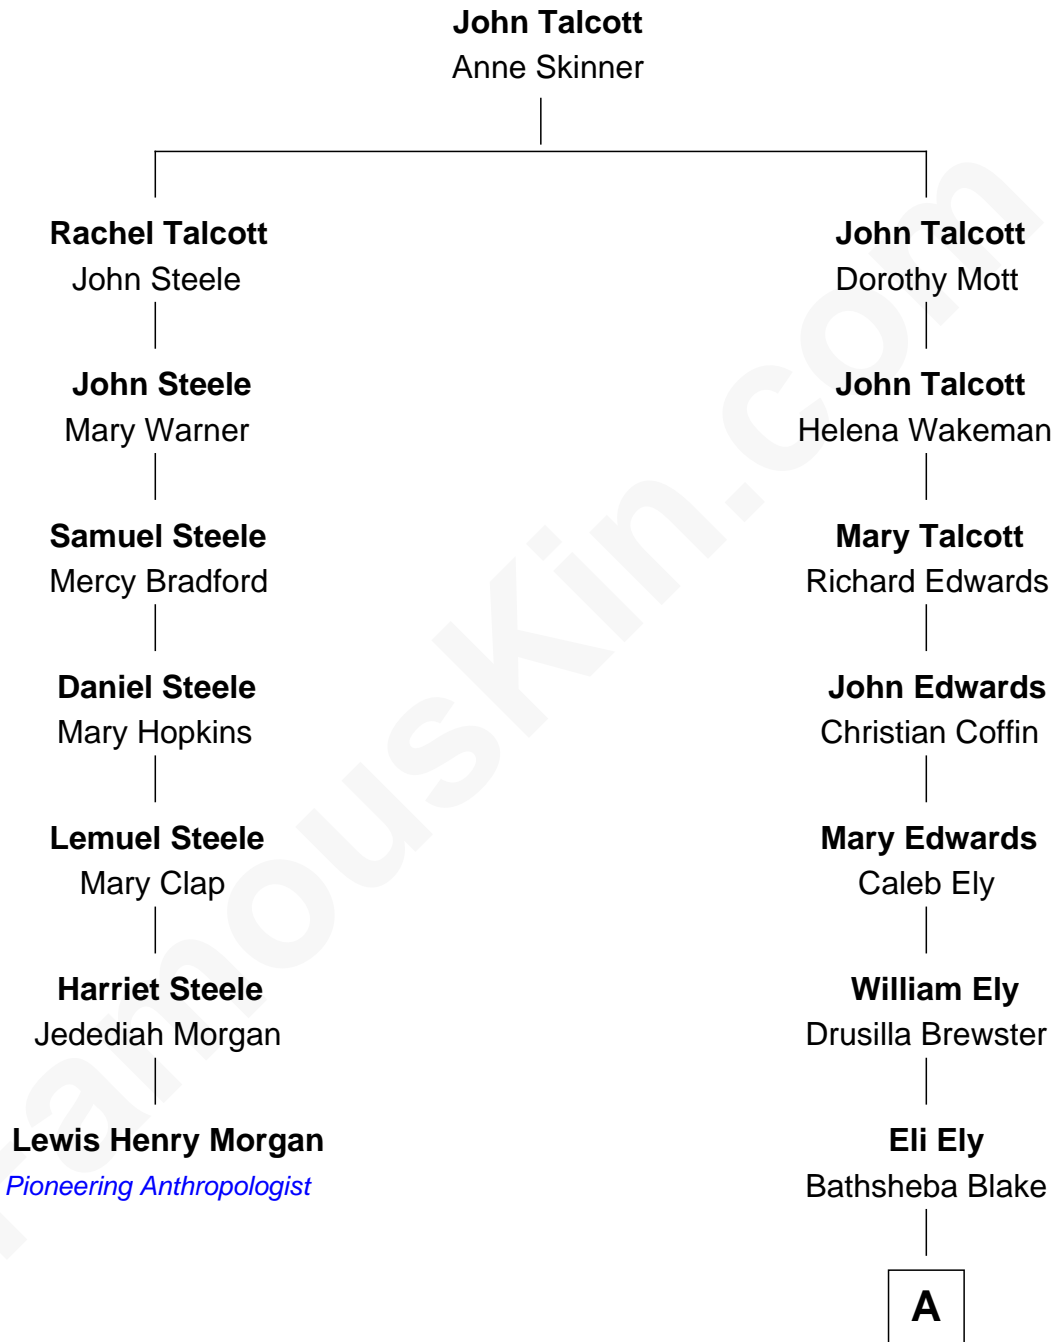 John Talcott
Anne Skinner
Rachel Talcott
John Steele
John Talcott
Dorothy Mott
John Steele
Mary Warner
John Talcott
Helena Wakeman
Samuel Steele
Mercy Bradford
Mary Talcott
Richard Edwards
Daniel Steele
Mary Hopkins
John Edwards
Christian Coffin
Lemuel Steele
Mary Clap
Mary Edwards
Caleb Ely
Harriet Steele
Jedediah Morgan
William Ely
Drusilla Brewster
Lewis Henry Morgan
Pioneering Anthropologist
Eli Ely
Bathsheba Blake
A
FamousKin.com